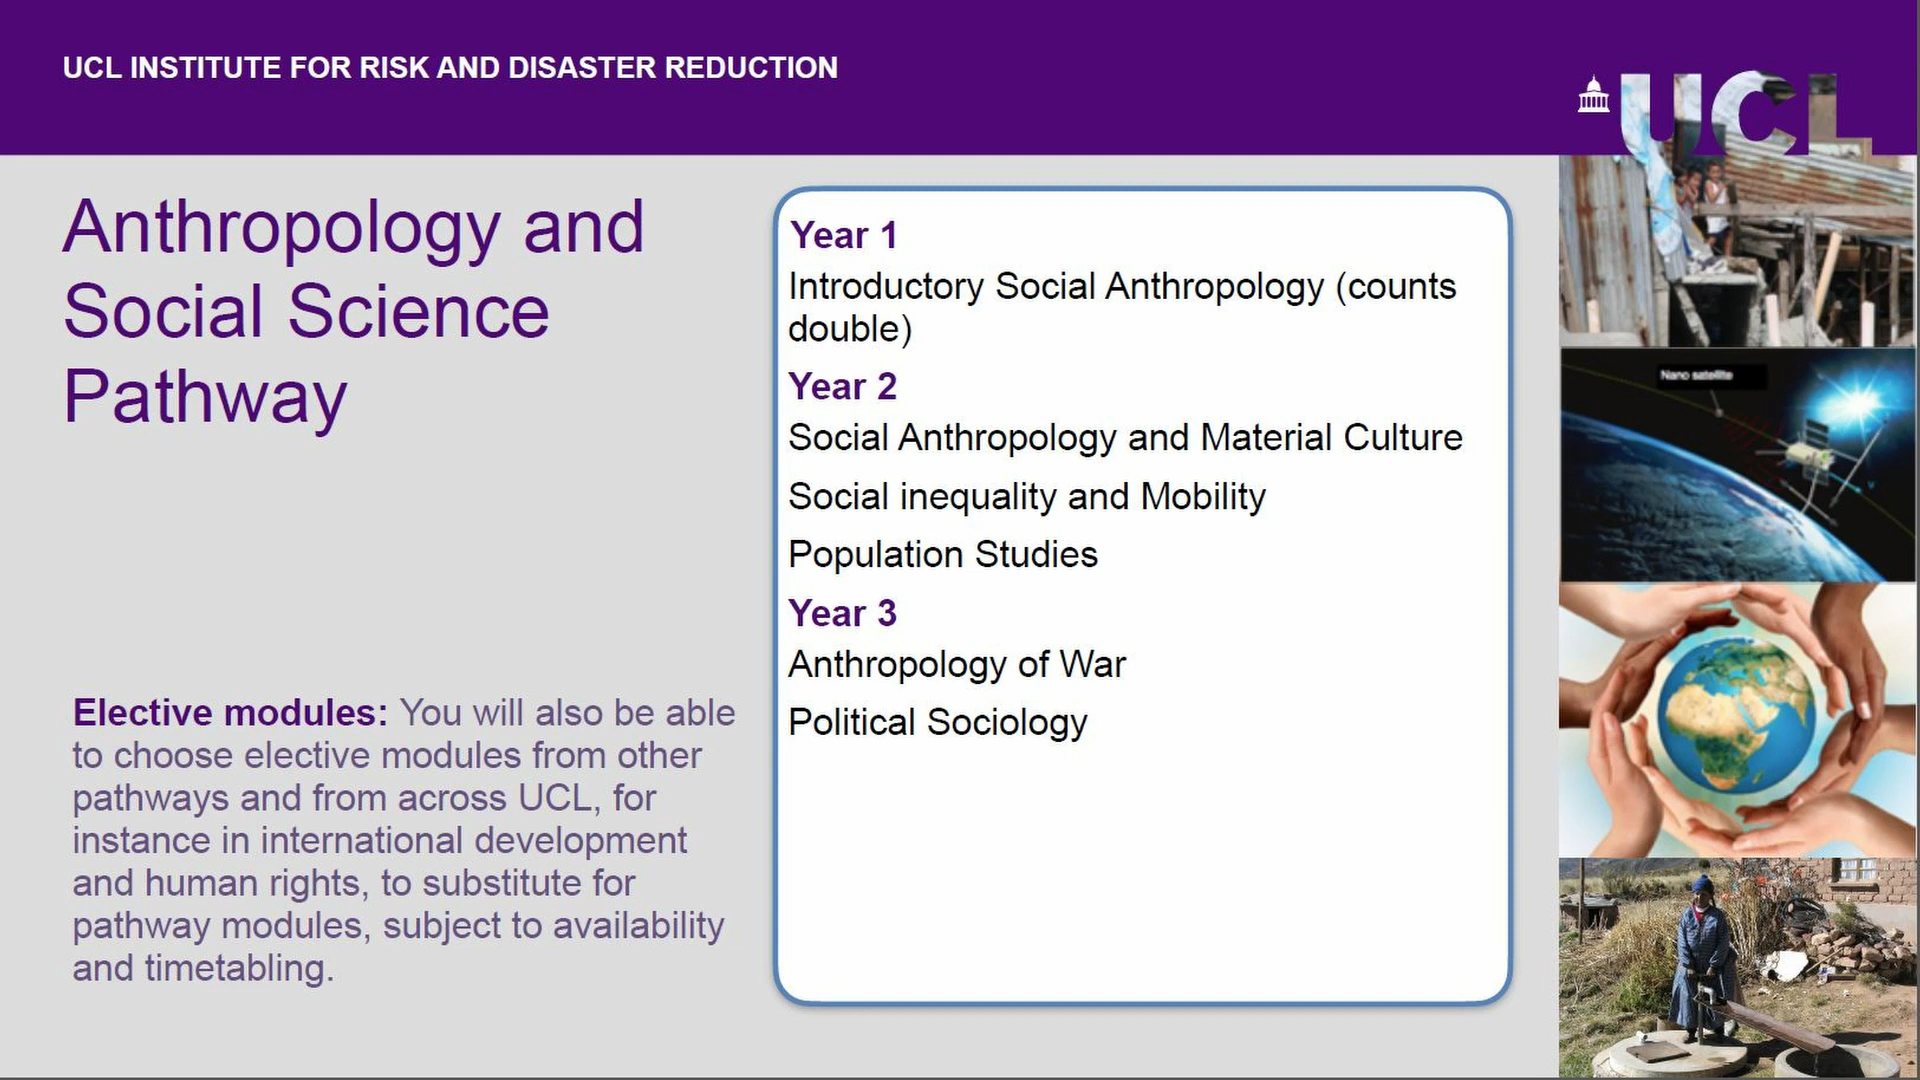 UCL INSTITUTE FOR RISK AND DISASTER REDUCTION
UCL
Anthropology and
Social Science
Pathway
Elective modules: You will also be able
to choose elective modules from other
pathways and from across UCL, for
instance in international development
and human rights, to substitute for
pathway modules, subject to availability
and timetabling.
Year 1
Introductory Social Anthropology (counts
double)
Year 2
Social Anthropology and Material Culture
Social inequality and Mobility
Population Studies
Year 3
Anthropology of War
Political Sociology
Nano satellite